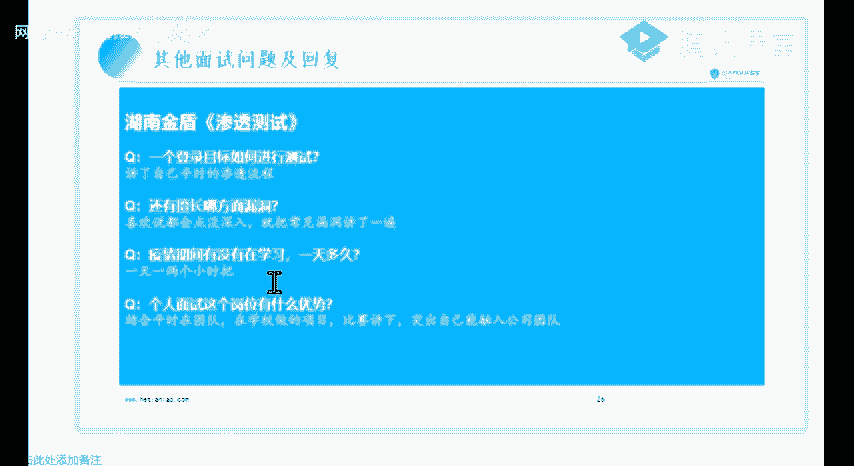 网
其他面试问题及回复
湖南金盾《渗透测试》
Q: 一个登录目标如何进行测试?
讲了自己平时的渗透流程
Q: 还有擅长哪方面漏洞?
喜欢说都会点没深入,就把常见漏洞讲了一遍
Q: 疫情期间有没有在学习,一天多久?
一天一两个小时把
Q: 个人面试这个岗位有什么优势?
结合平时在团队,在学校做的项目,比赛讲下,突出自己能融入公司团队
www.hetianlab.com
26
击此处添加备注